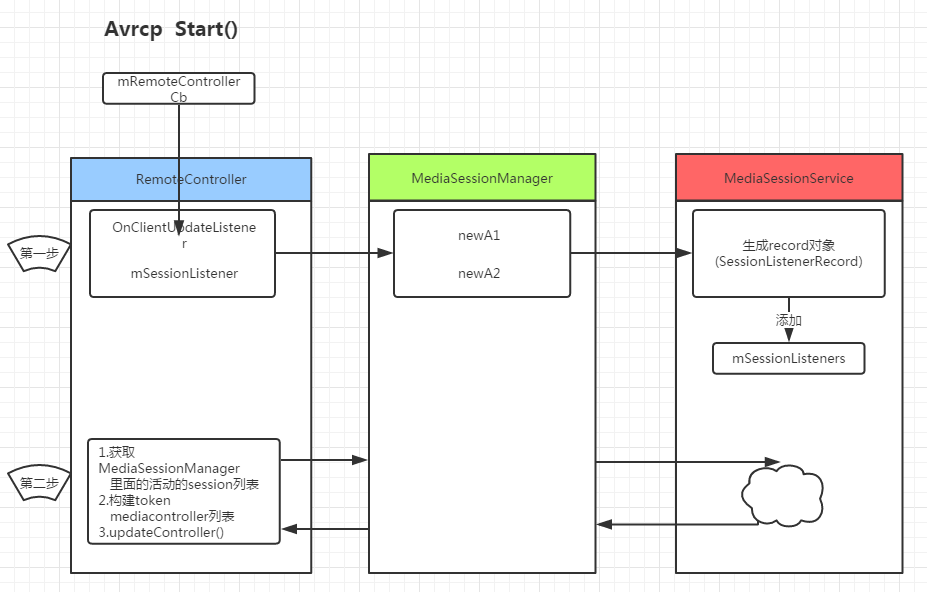 Avrcp Start()
mRemoteController
Cb
RemoteController
MediaSessionManager
MediaSessionService
第一步
OnClientUpdateListene
r
mSessionListener
newA1
newA2
生成record对象
(SessionListenerRecord)
添加
mSessionListeners
第二步
1.获取
MediaSessionManager
里面的活动的session列表
2.构建token
mediacontroller列表
3.updateController()